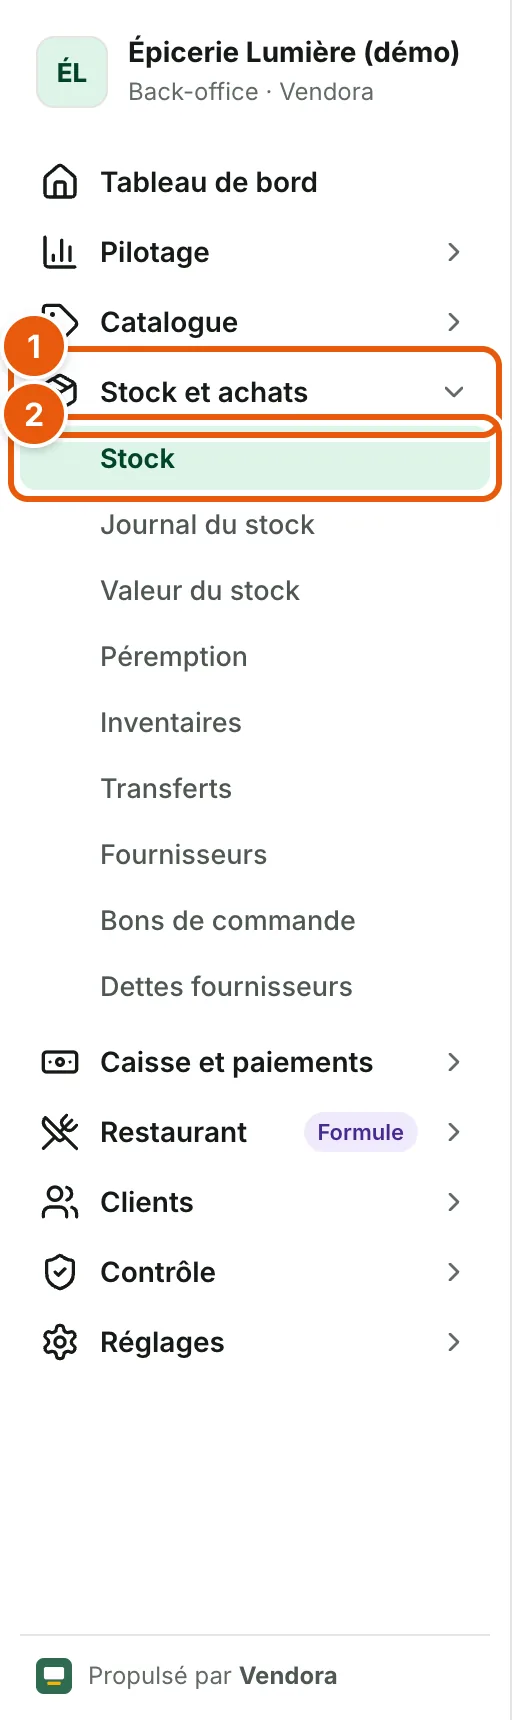 ÉL
Épicerie Lumière (démo)
Back-office · Vendora
Tableau de bord
Pilotage
Catalogue
1
Stock et achats
2
Stock
Journal du stock
Valeur du stock
Péremption
Inventaires
Transferts
Fournisseurs
Bons de commande
Dettes fournisseurs
Caisse et paiements
Restaurant Formule
Clients
Contrôle
Réglages
Propulsé par Vendora